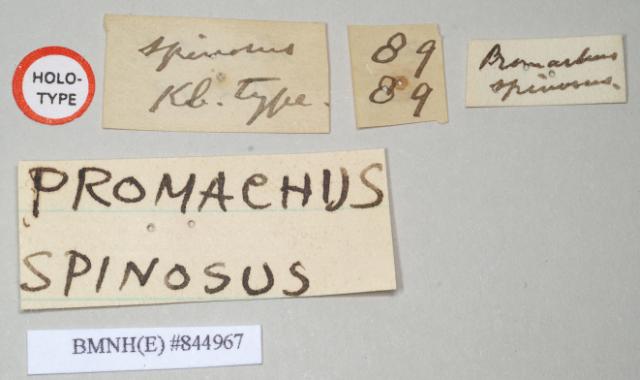 HOLO-
TYPE
spinosus
Kb. Type.
89
89
Promachus
spinosus.
PROMACHUS
SPINOSUS
BMNH(E) #844967